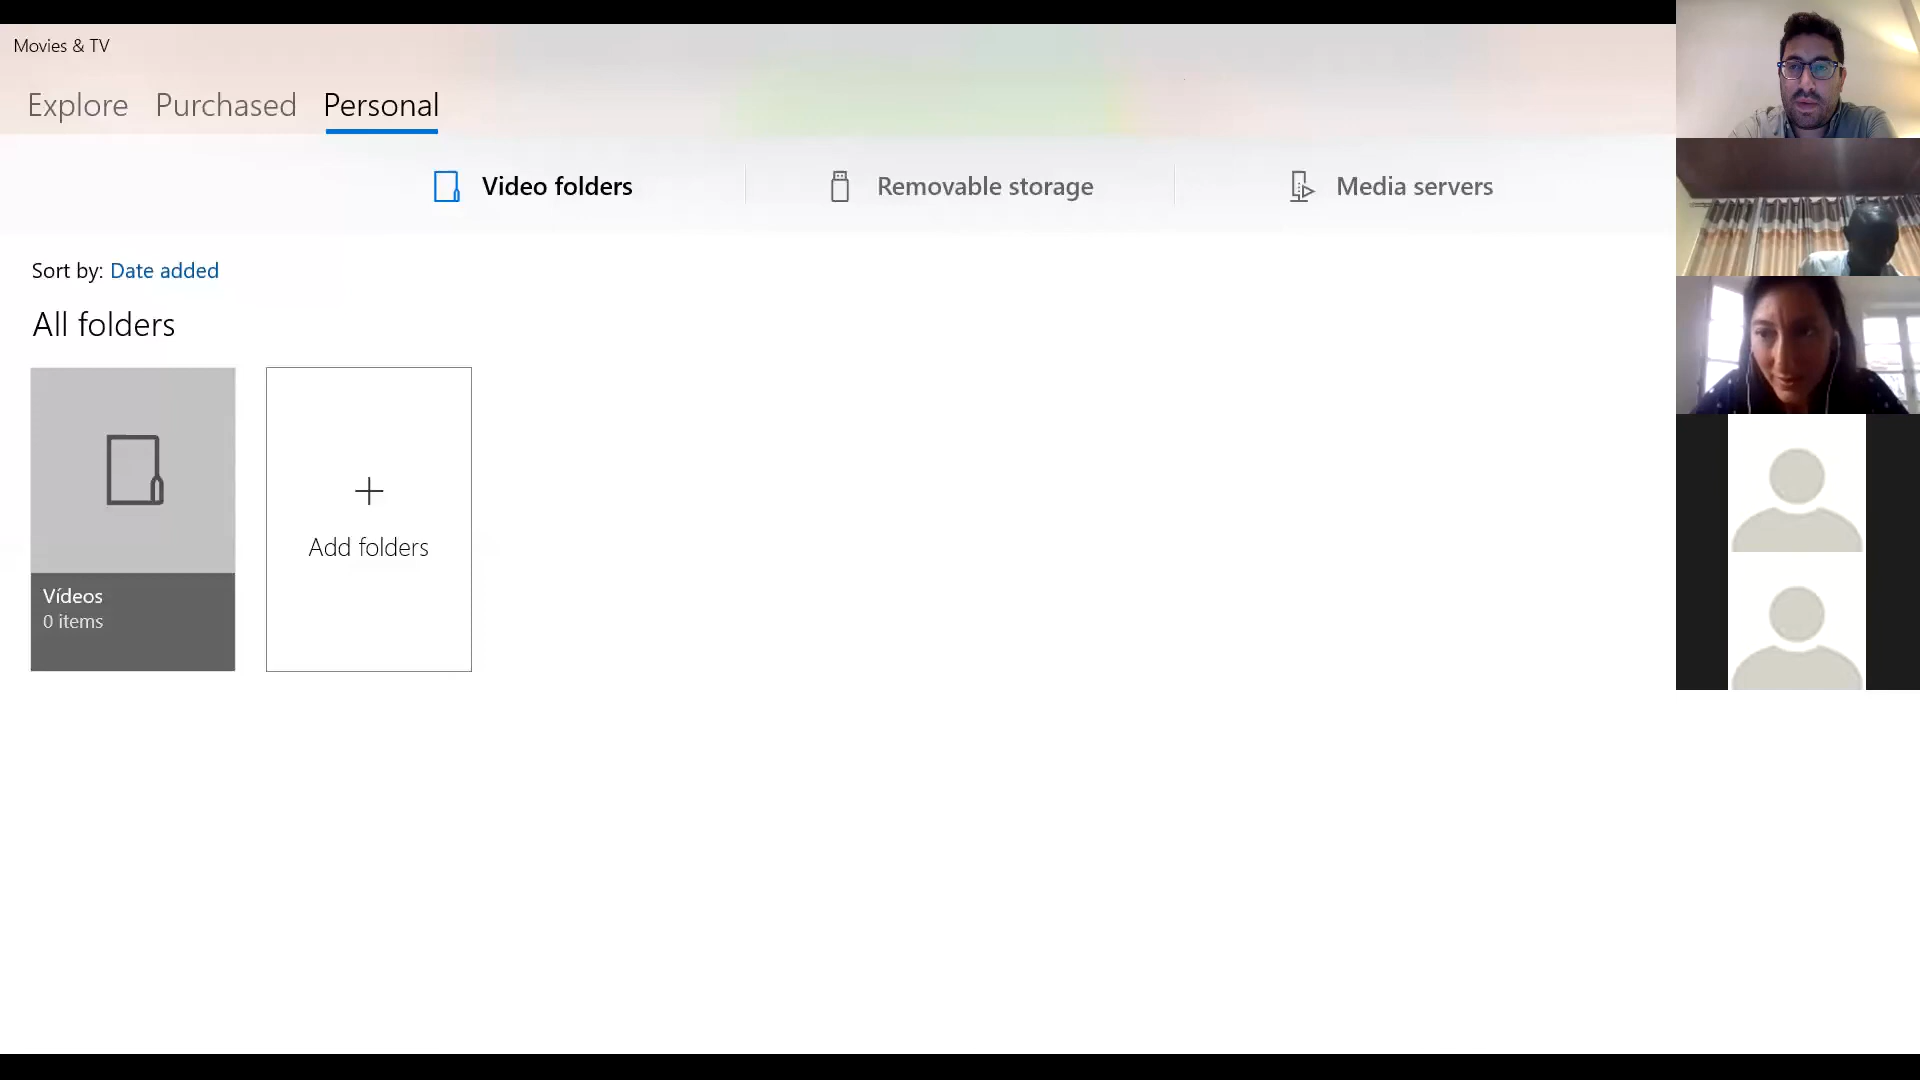 Movies & TV
Explore Purchased Personal
Video folders Removable storage Media servers
Sort by: Date added
All folders
Add folders
Vídeos
0 items